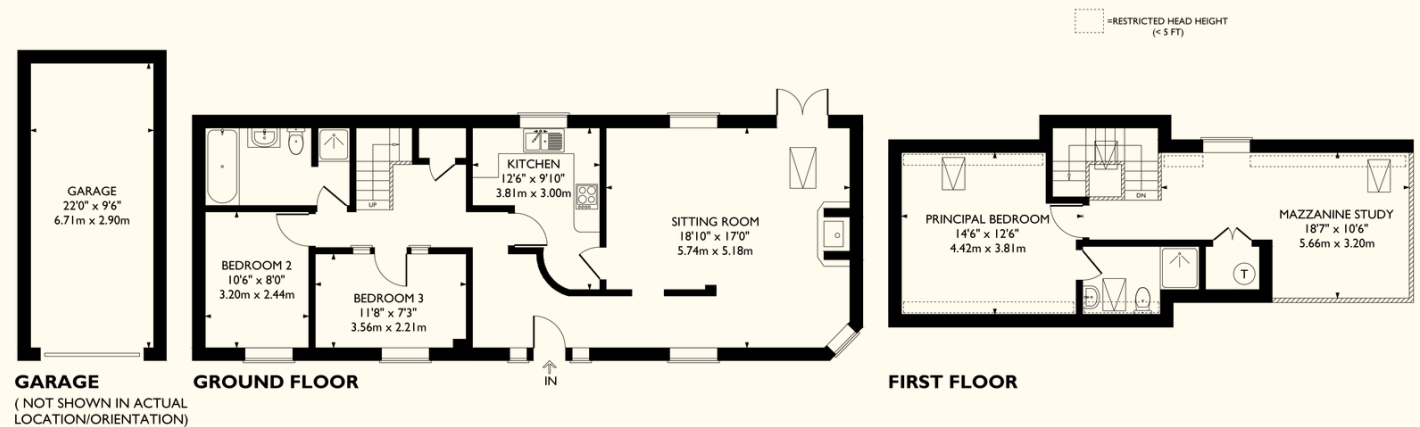 =RESTRICTED HEAD HEIGHT
(< 5 FT)
GARAGE
22'0" x 9'6"
6.71m x 2.90m
KITCHEN
12'6" x 9'10"
3.81m x 3.00m
UP
SITTING ROOM
18'10" x 17'0"
5.74m x 5.18m
BEDROOM 2
10'6" x 8'0"
3.20m x 2.44m
BEDROOM 3
11'8" x 7'3"
3.56m x 2.21m
IN
PRINCIPAL BEDROOM
14'6" x 12'6"
4.42m x 3.81m
DN
MAZZANINE STUDY
18'7" x 10'6"
5.66m x 3.20m
T
GARAGE
( NOT SHOWN IN ACTUAL
LOCATION/ORIENTATION)
GROUND FLOOR
FIRST FLOOR